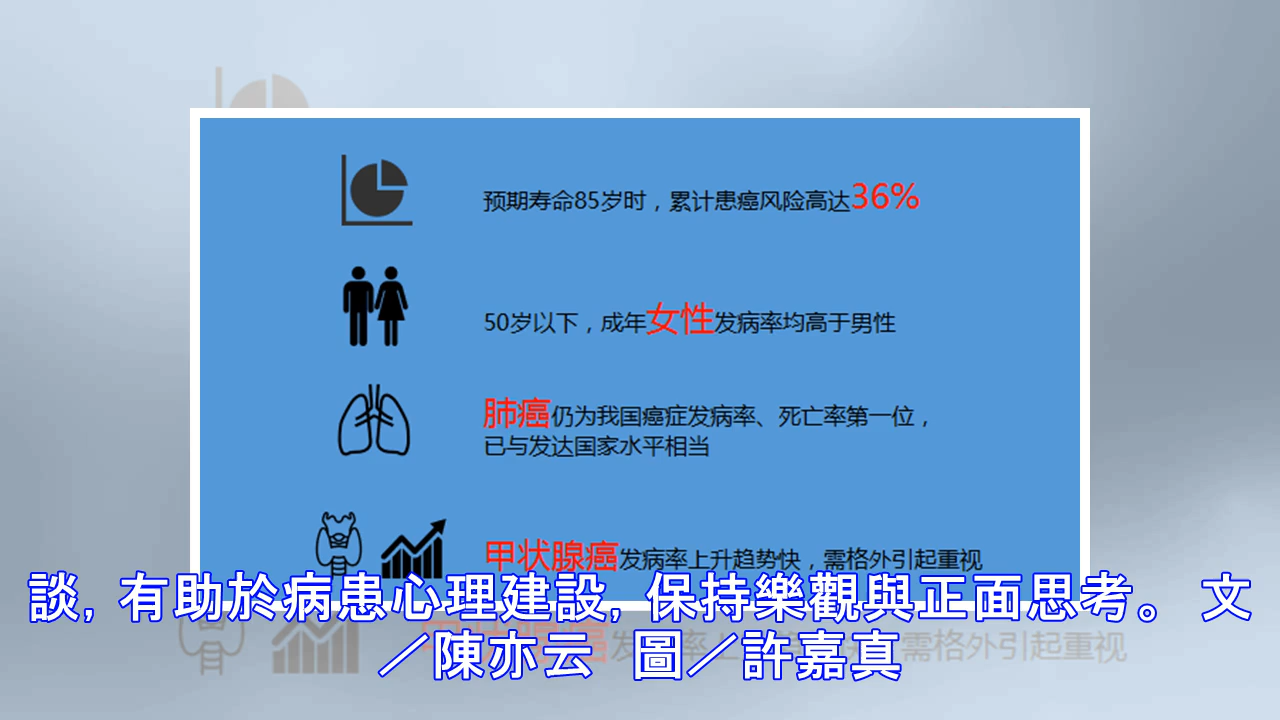 预期寿命85岁时，累计患癌风险高达36%
50岁以下，成年女性发病率均高于男性
肺癌仍为我国癌症发病率、死亡率第一位，
已与发达国家水平相当
甲状腺癌发病率上升趋势快，需格外引起重视
談, 有助於病患心理建設, 保持樂觀與正面思考。 文
／陳亦云 圖／許嘉真